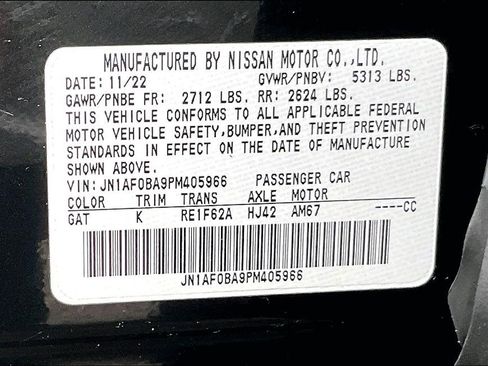 MANUFACTURED BY NISSAN MOTOR CO.,LTD.
DATE: 11/22 GVWR/PNBV: 5313 LBS.
GAWR/PNBE FR: 2712 LBS. RR: 2624 LBS.
THIS VEHICLE CONFORMS TO ALL APPLICABLE FEDERAL
MOTOR VEHICLE SAFETY, BUMPER, AND THEFT PREVENTION
STANDARDS IN EFFECT ON THE DATE OF MANUFACTURE
SHOWN ABOVE.
VIN: JN1AF0BA9PM405966 PASSENGER CAR
COLOR TRIM TRANS AXLE MOTOR
GAT K RE1F62A HJ42 AM67 ----CC
JN1AF0BA9PM405966